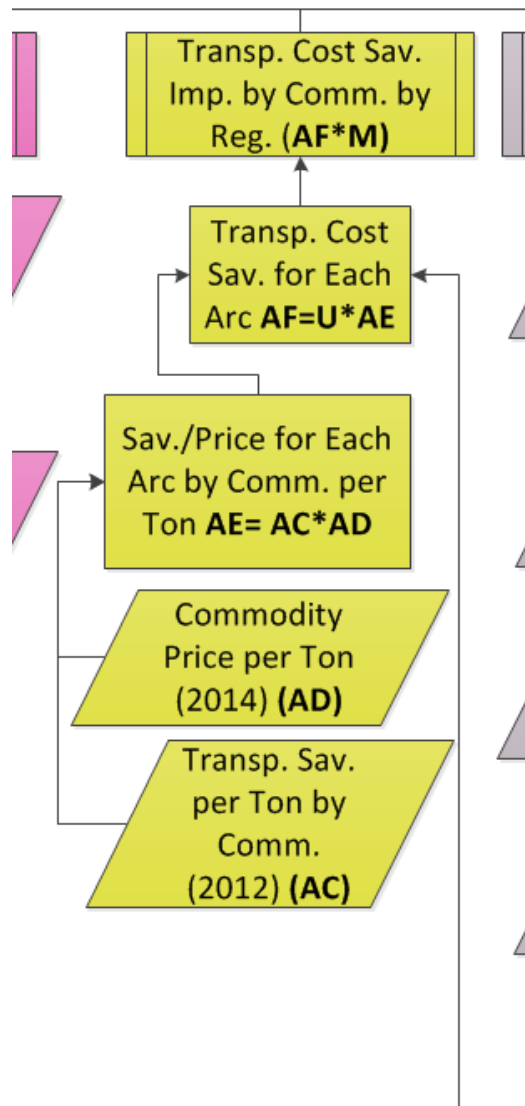 Transp. Cost Sav.
Imp. by Comm. by
Reg. (AF*M)
Transp. Cost
Sav. for Each
Arc AF=U*AE
Sav./Price for Each
Arc by Comm. per
Ton AE= AC*AD
Commodity
Price per Ton
(2014) (AD)
Transp. Sav.
per Ton by
Comm.
(2012) (AC)